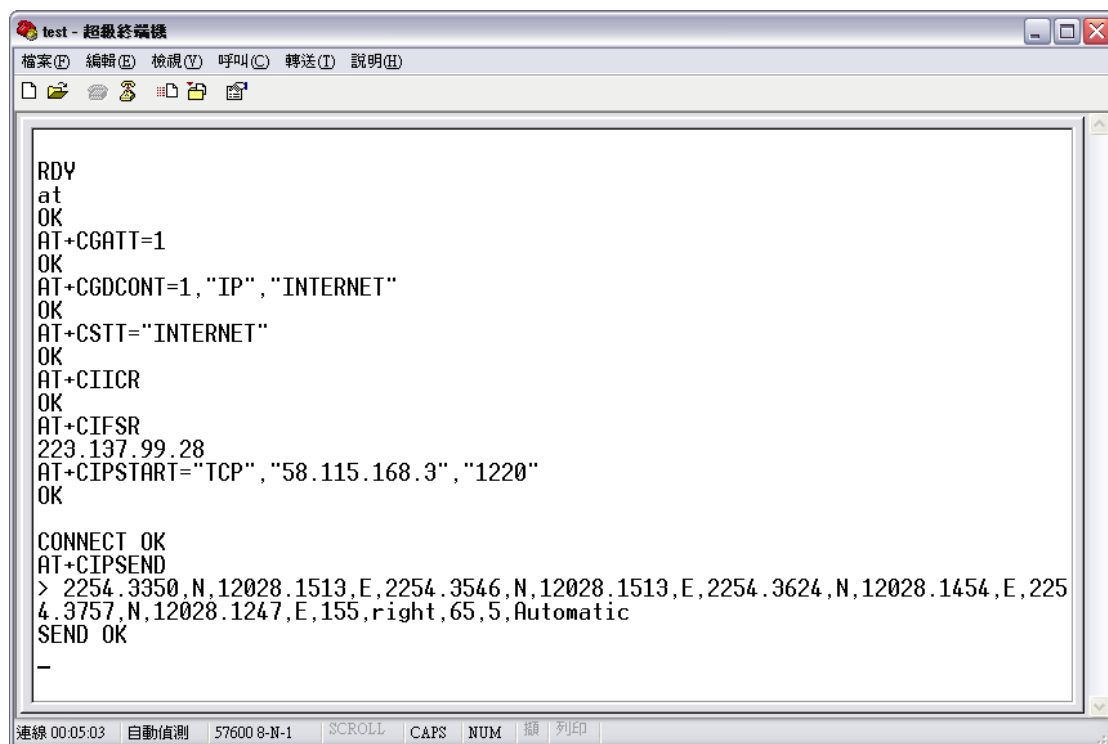 test - 超級終端機
檔案(F) 編輯(E) 檢視(V) 呼叫(C) 轉送(T) 說明(H)
RDY
at
OK
AT+CGATT=1
OK
AT+CGDCONT=1,"IP","INTERNET"
OK
AT+CSTT="INTERNET"
OK
AT+CIICR
OK
AT+CIFSR
223.137.99.28
AT+CIPSTART="TCP","58.115.168.3","1220"
OK
CONNECT OK
AT+CIPSEND
> 2254.3350,N,12028.1513,E,2254.3546,N,12028.1513,E,2254.3624,N,12028.1454,E,225
4.3757,N,12028.1247,E,155,right,65,5,Automatic
SEND OK
_
連線 00:05:03 自動偵測 57600 8-N-1 SCROLL CAPS NUM 擷 列印